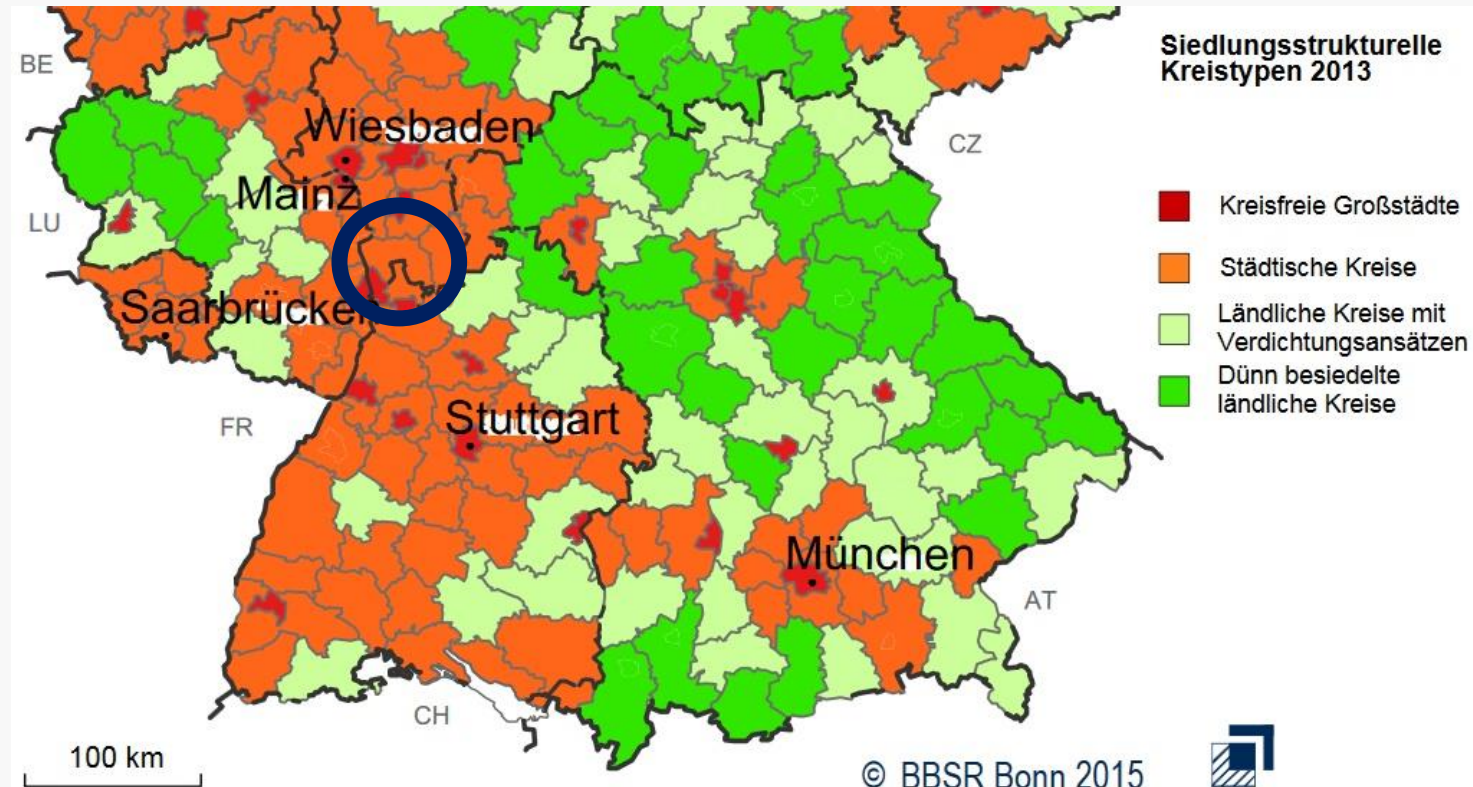 Siedlungsstrukturelle
Kreistypen 2013
BE
Wiesbaden
CZ
Mainz
LU
Kreisfreie Großstädte
Städtische Kreise
Saarbrücken
Ländliche Kreise mit
Verdichtungsansätzen
Dünn besiedelte
ländliche Kreise
FR
Stuttgart
München
AT
CH
100 km
© BBSR Bonn 2015